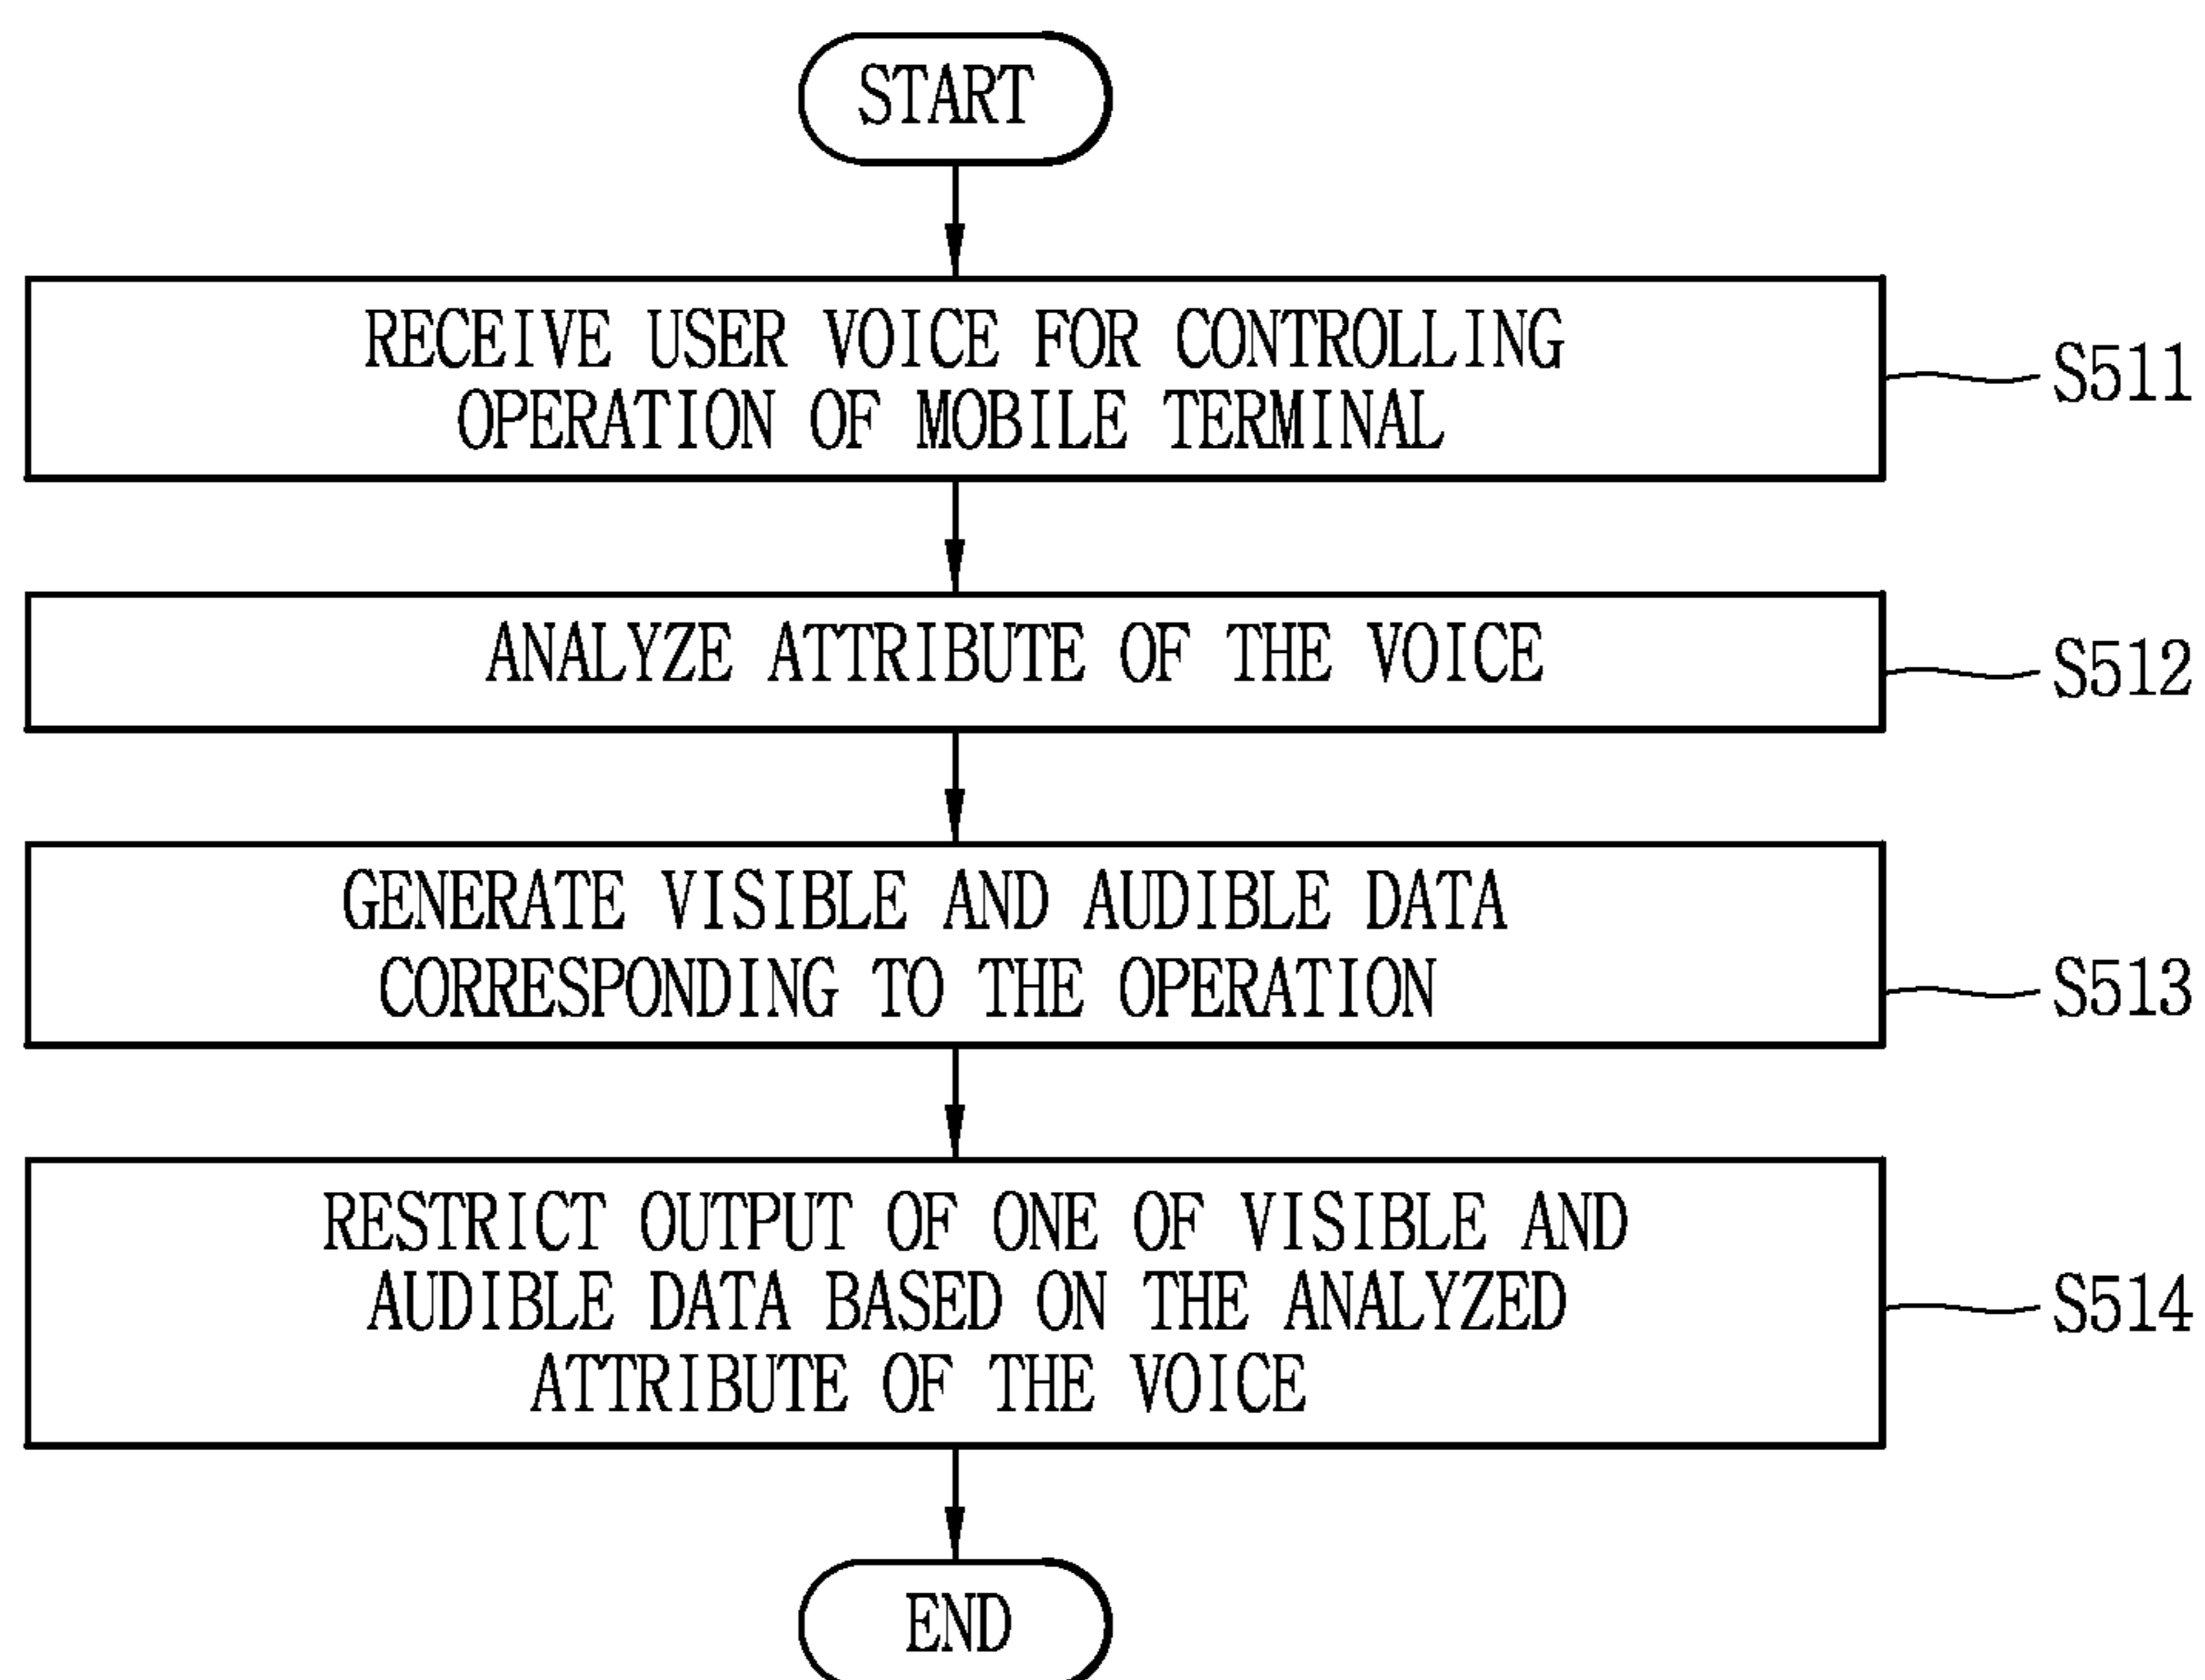 START
RECEIVE USER VOICE FOR CONTROLLING
OPERATION OF MOBILE TERMINAL
S511
ANALYZE ATTRIBUTE OF THE VOICE
S512
GENERATE VISIBLE AND AUDIBLE DATA
CORRESPONDING TO THE OPERATION
S513
RESTRICT OUTPUT OF ONE OF VISIBLE AND
AUDIBLE DATA BASED ON THE ANALYZED
ATTRIBUTE OF THE VOICE
S514
END